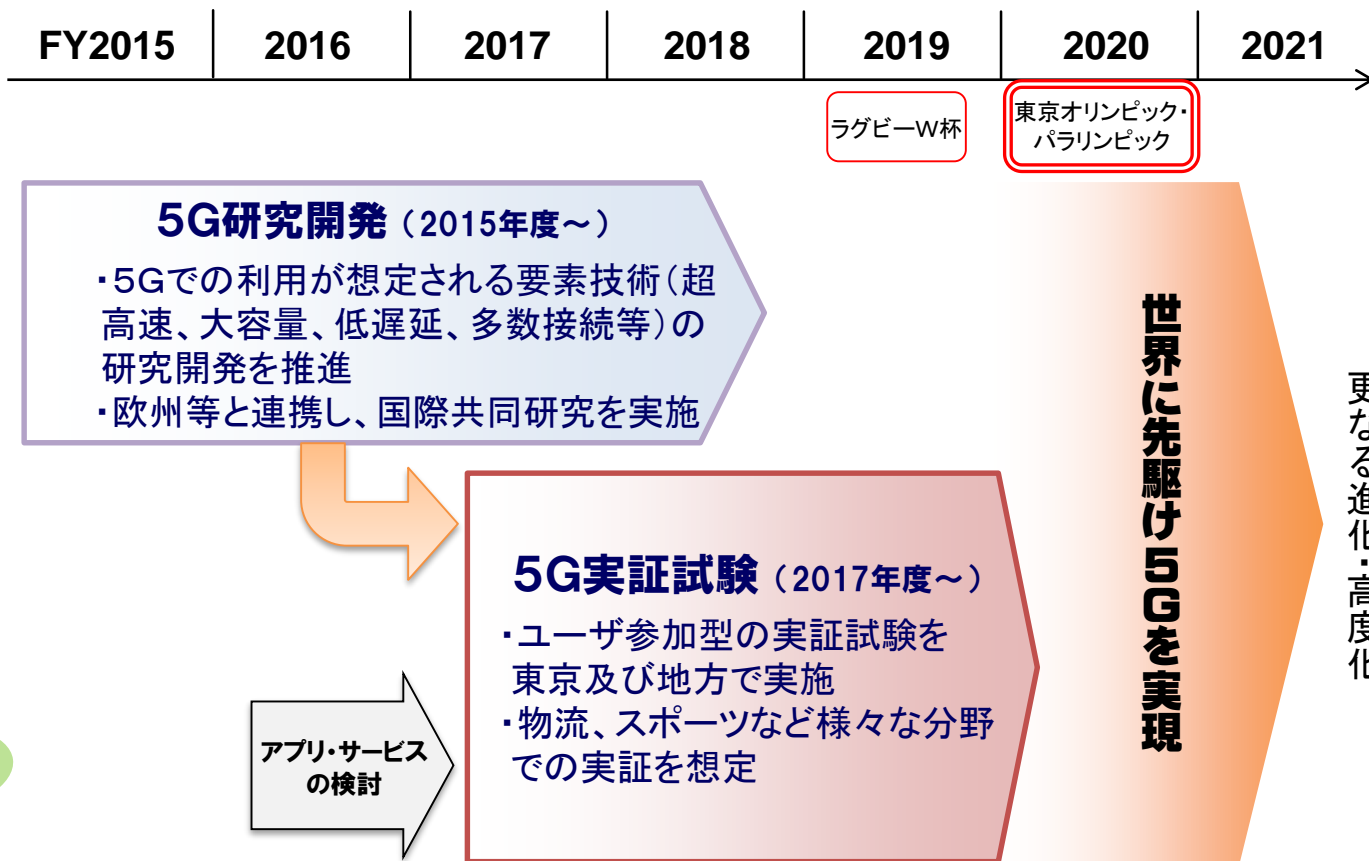 FY2015 2016 2017 2018 2019 2020 2021
ラグビーW杯
東京オリンピック・
パラリンピック
5G研究開発（2015年度～）
・5Gでの利用が想定される要素技術（超
高速、大容量、低遅延、多数接続等）の
研究開発を推進
・欧州等と連携し、国際共同研究を実施
5G実証試験（2017年度～）
・ユーザ参加型の実証試験を
東京及び地方で実施
・物流、スポーツなど様々な分野
での実証を想定
アプリ・サービス
の検討
世界に先駆け5Gを実現
更なる進化・高度化